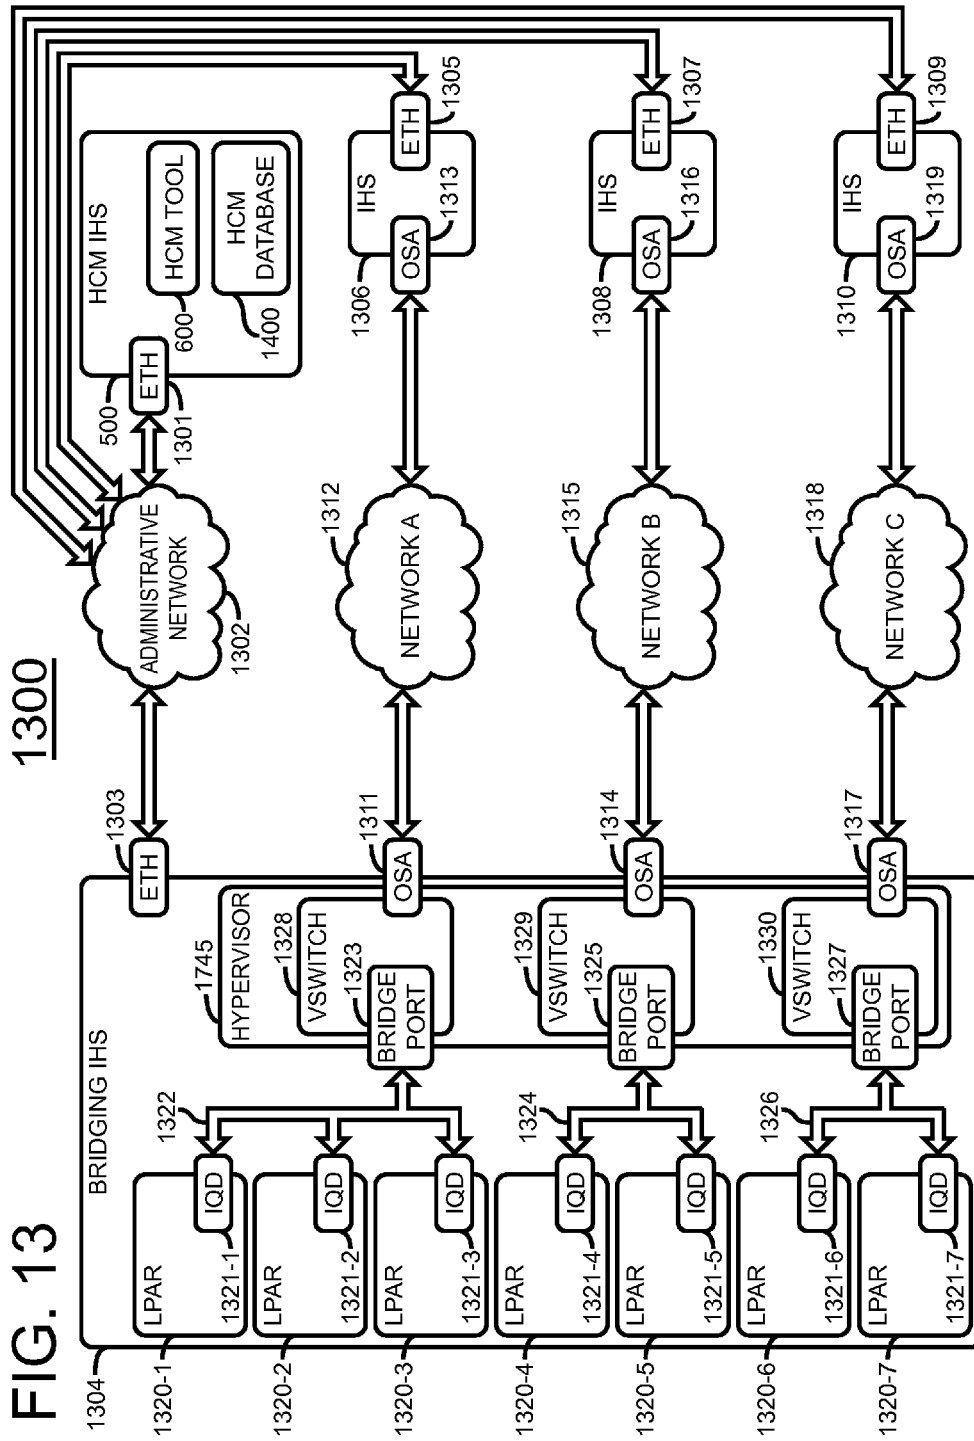 FIG. 13
1300
1304
BRIDGING IHS
1303
ETH
ADMINISTRATIVE
NETWORK
1302
500
ETH
1301
HCM IHS
HCM TOOL
600
HCM
DATABASE
1400
1745
HYPERVISOR
1320-1
LPAR
IQD
1321-1
1322
1320-2
LPAR
IQD
1321-2
1320-3
LPAR
IQD
1321-3
VSWITCH
1328
1323
BRIDGE
PORT
1311
OSA
1312
NETWORK A
1306
OSA
1313
IHS
ETH
1305
1320-4
LPAR
IQD
1321-4
1324
1320-5
LPAR
IQD
1321-5
VSWITCH
1329
1325
BRIDGE
PORT
1314
OSA
1315
NETWORK B
1308
OSA
1316
IHS
ETH
1307
1320-6
LPAR
IQD
1321-6
1326
1320-7
LPAR
IQD
1321-7
VSWITCH
1330
1327
BRIDGE
PORT
1317
OSA
1318
NETWORK C
1310
OSA
1319
IHS
ETH
1309